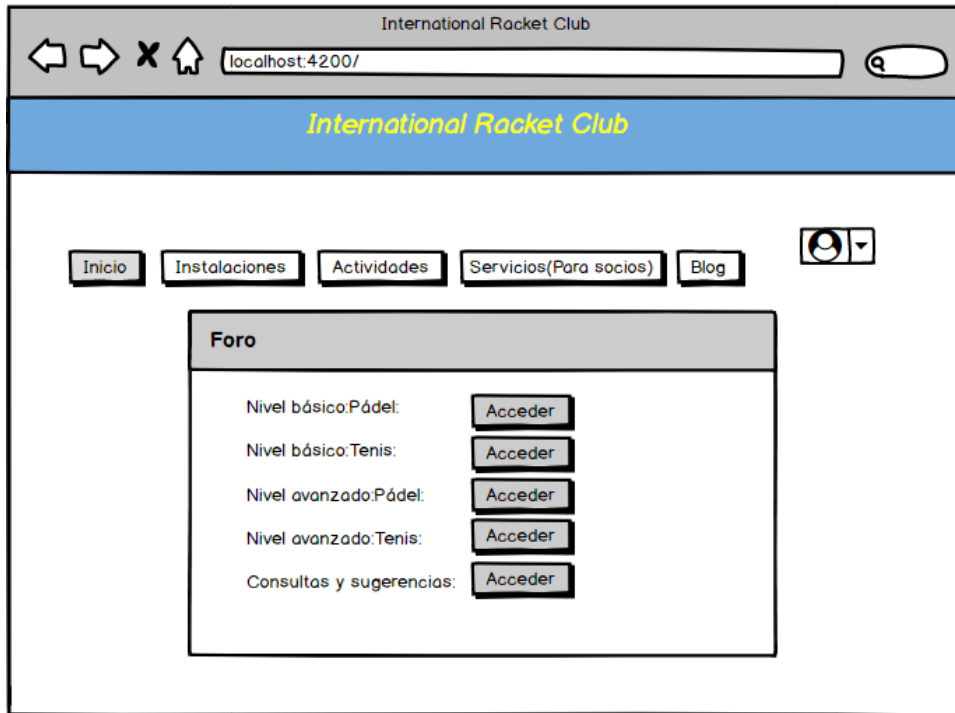 International Racket Club
localhost:4200/
International Racket Club
Inicio Instalaciones Actividades Servicios(Para socios) Blog
Foro
Nivel básico:Pádel: Acceder
Nivel básico:Tenis: Acceder
Nivel avanzado:Pádel: Acceder
Nivel avanzado:Tenis: Acceder
Consultas y sugerencias: Acceder